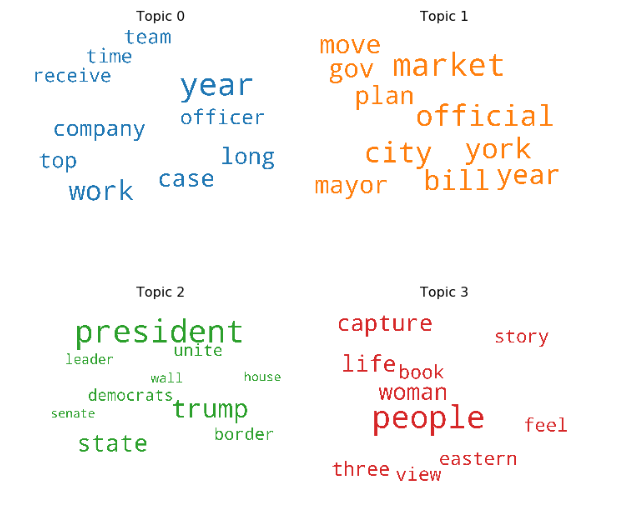 Topic 0
team
time
receive
year
officer
company
long
top
case
work
Topic 1
move
gov
market
plan
official
city
york
mayor
bill
year
Topic 2
president
unite
leader
wall
house
democrats
trump
senate
border
state
Topic 3
capture
story
life
book
woman
people
feel
eastern
three
view